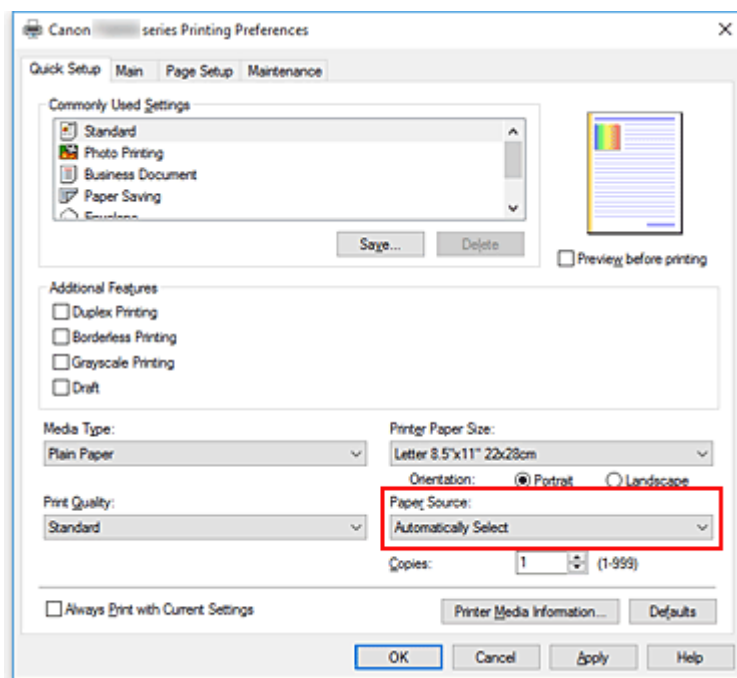 Canon series Printing Preferences
Quick Setup Main Page Setup Maintenance
Commonly Used Settings
Standard
Photo Printing
Business Document
Paper Saving
Envelope
Save... Delete
Preview before printing
Additional Features
Duplex Printing
Borderless Printing
Grayscale Printing
Draft
Media Type: Printer Paper Size:
Plain Paper Letter 8.5"x11" 22x28cm
Orientation: Portrait Landscape
Print Quality: Paper Source:
Standard Automatically Select
Copies: 1 (1-999)
Always Print with Current Settings Printer Media Information... Defaults
OK Cancel Apply Help